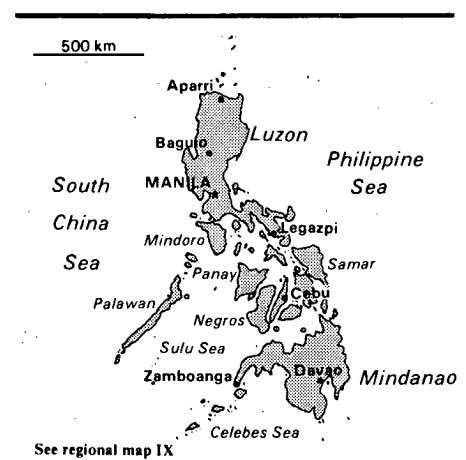 500 km
Aparri
Luzon
Baguio
Philippine
Sea
South
China
Sea
MANILA
Legazpi
Mindoro
Samar
Panay
Cebu
Palawan
Negros
Sulu Sea
Zamboanga
Davao
Mindanao
Celebes Sea
See regional map IX